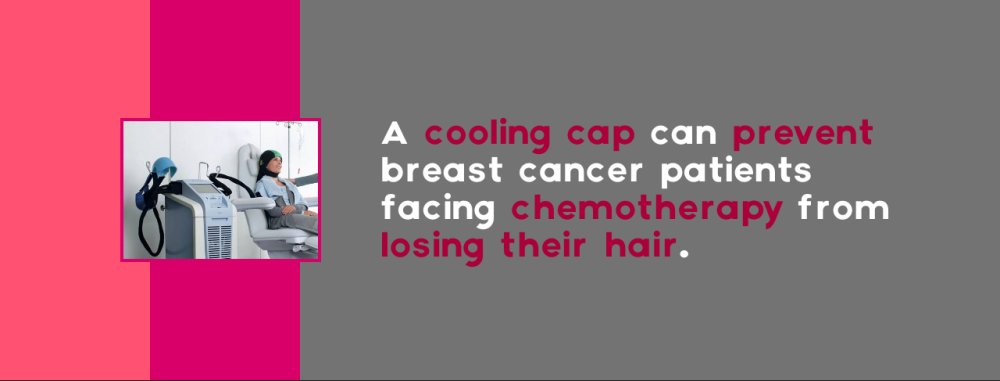 A cooling cap can prevent
breast cancer patients
facing chemotherapy from
losing their hair.